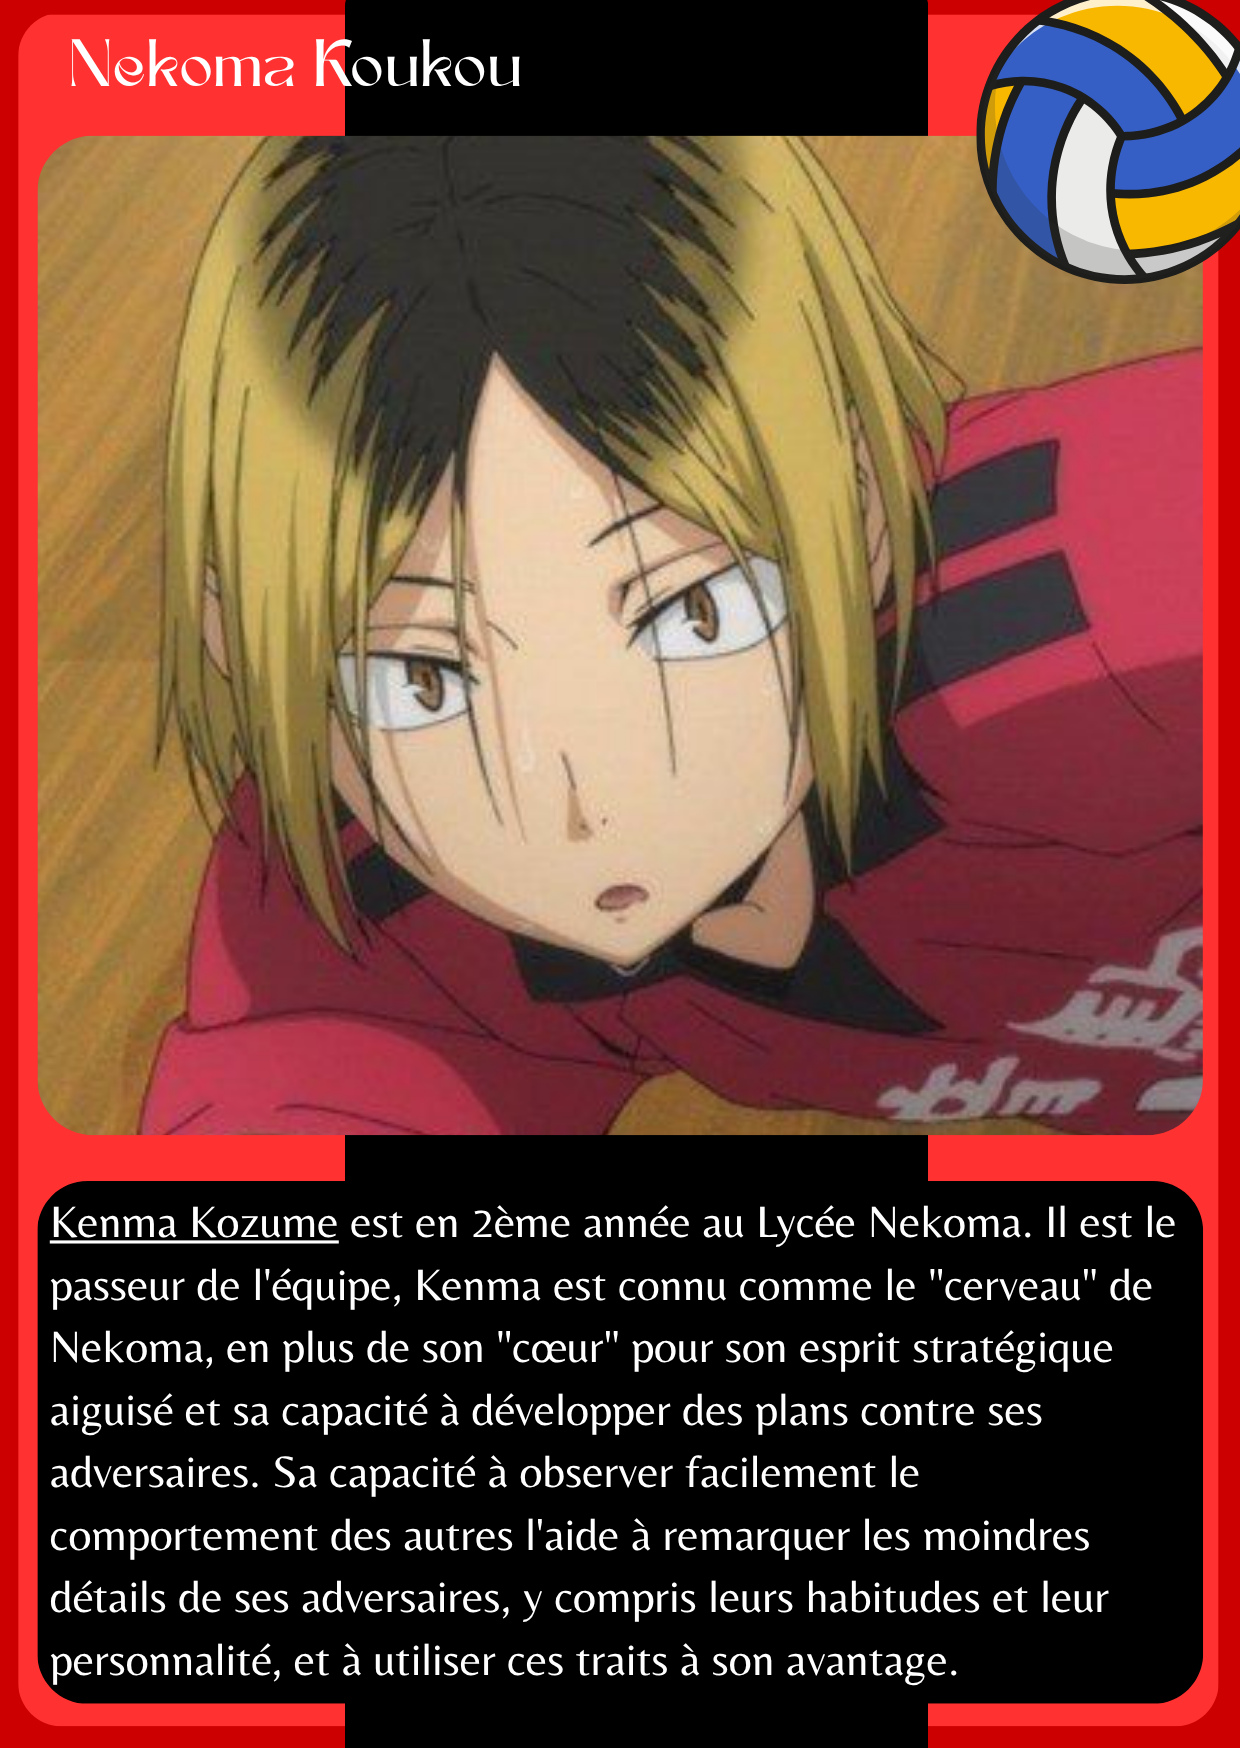 Nekoma Koukou
Kenma Kozume est en 2ème année au Lycée Nekoma. Il est le
passeur de l'équipe, Kenma est connu comme le "cerveau" de
Nekoma, en plus de son "cœur" pour son esprit stratégique
aiguisé et sa capacité à développer des plans contre ses
adversaires. Sa capacité à observer facilement le
comportement des autres l'aide à remarquer les moindres
détails de ses adversaires, y compris leurs habitudes et leur
personnalité, et à utiliser ces traits à son avantage.